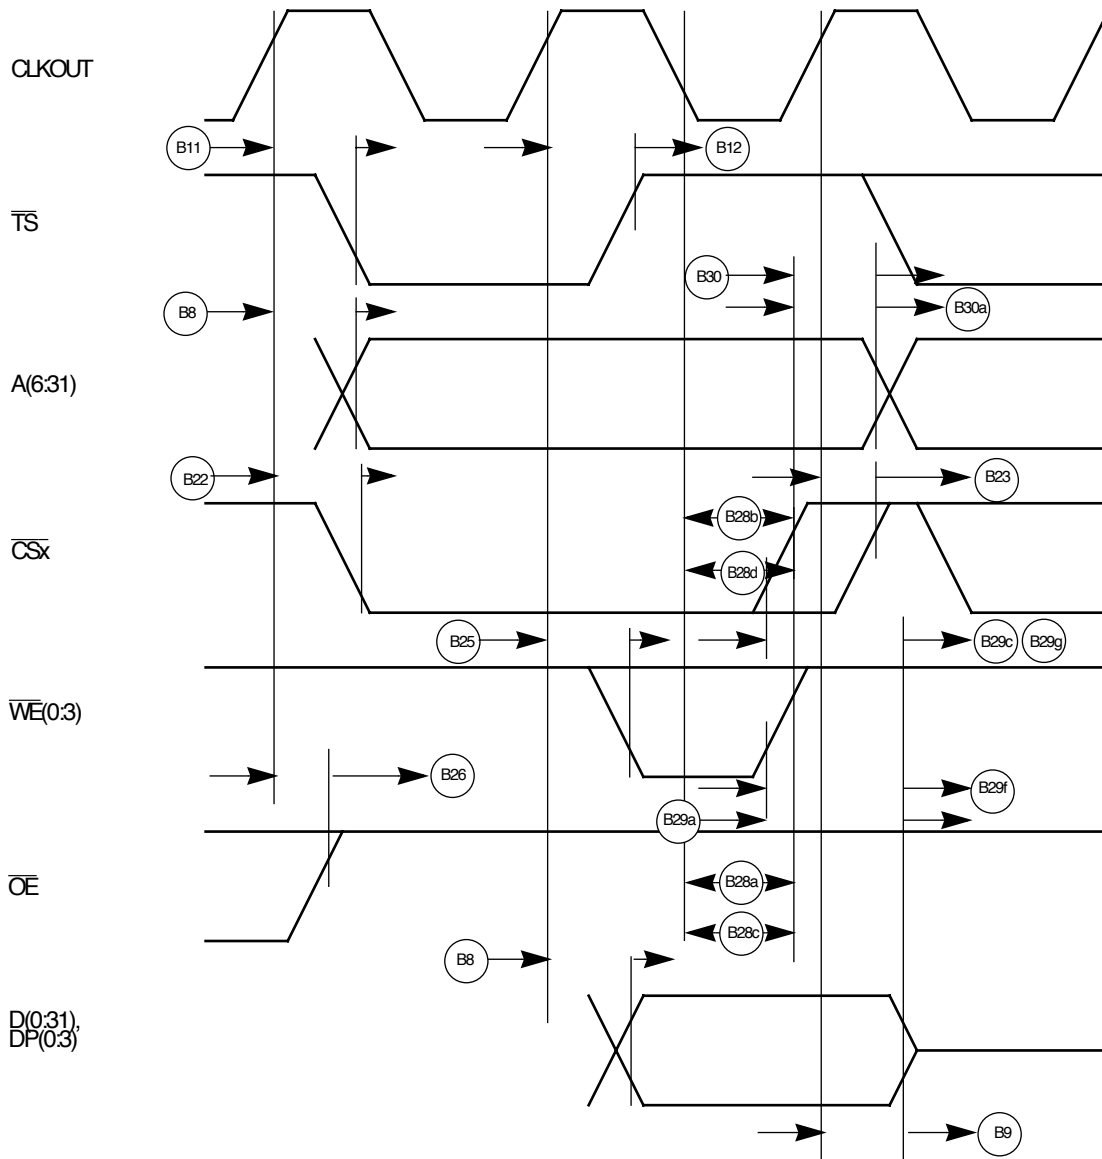 CLKOUT
B11 B12
TS
B30
B8 B30a
A(6:31)
B22 B23
B28b
CSx
B28d
B25 B29c B29g
WE(0:3)
B26 B29f
B29a
OE
B28a
B28c
B8
D(0:31),
DP(0:3)
B9